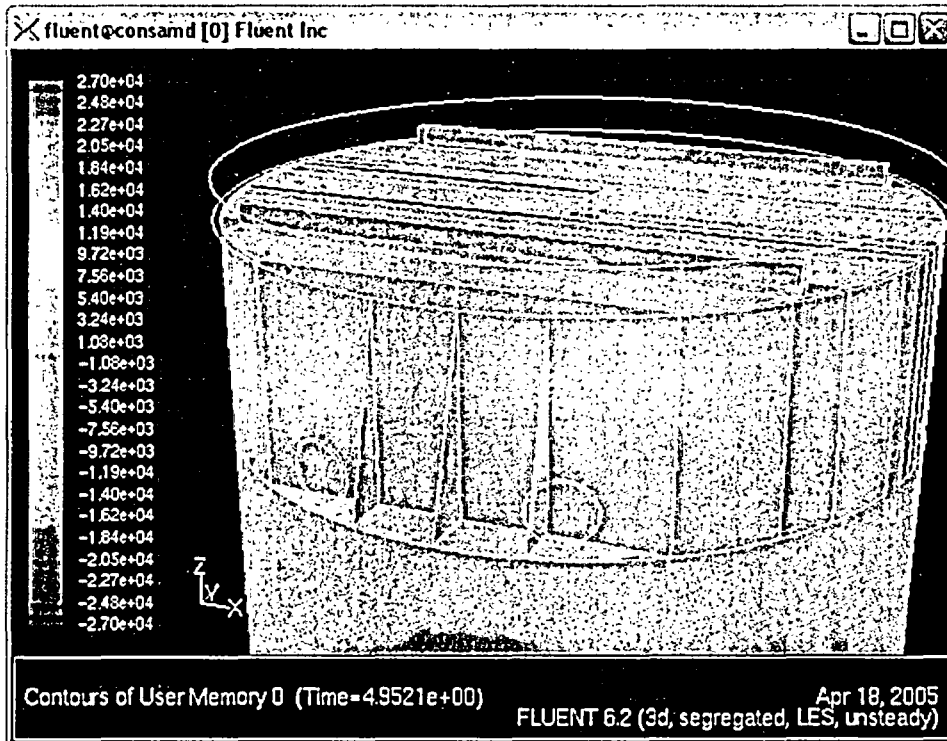 fluent@consamd [0] Fluent Inc
2.70e+04
2.48e+04
2.27e+04
2.05e+04
1.84e+04
1.62e+04
1.40e+04
1.19e+04
9.72e+03
7.56e+03
5.40e+03
3.24e+03
1.08e+03
-1.08e+03
-3.24e+03
-5.40e+03
-7.56e+03
-9.72e+03
-1.19e+04
-1.40e+04
-1.62e+04
-1.84e+04
-2.05e+04
-2.27e+04
-2.48e+04
-2.70e+04
Z
Y
X
Contours of User Memory 0 (Time=4.9521e+00)
Apr 18, 2005
FLUENT 6.2 (3d, segregated, LES, unsteady)